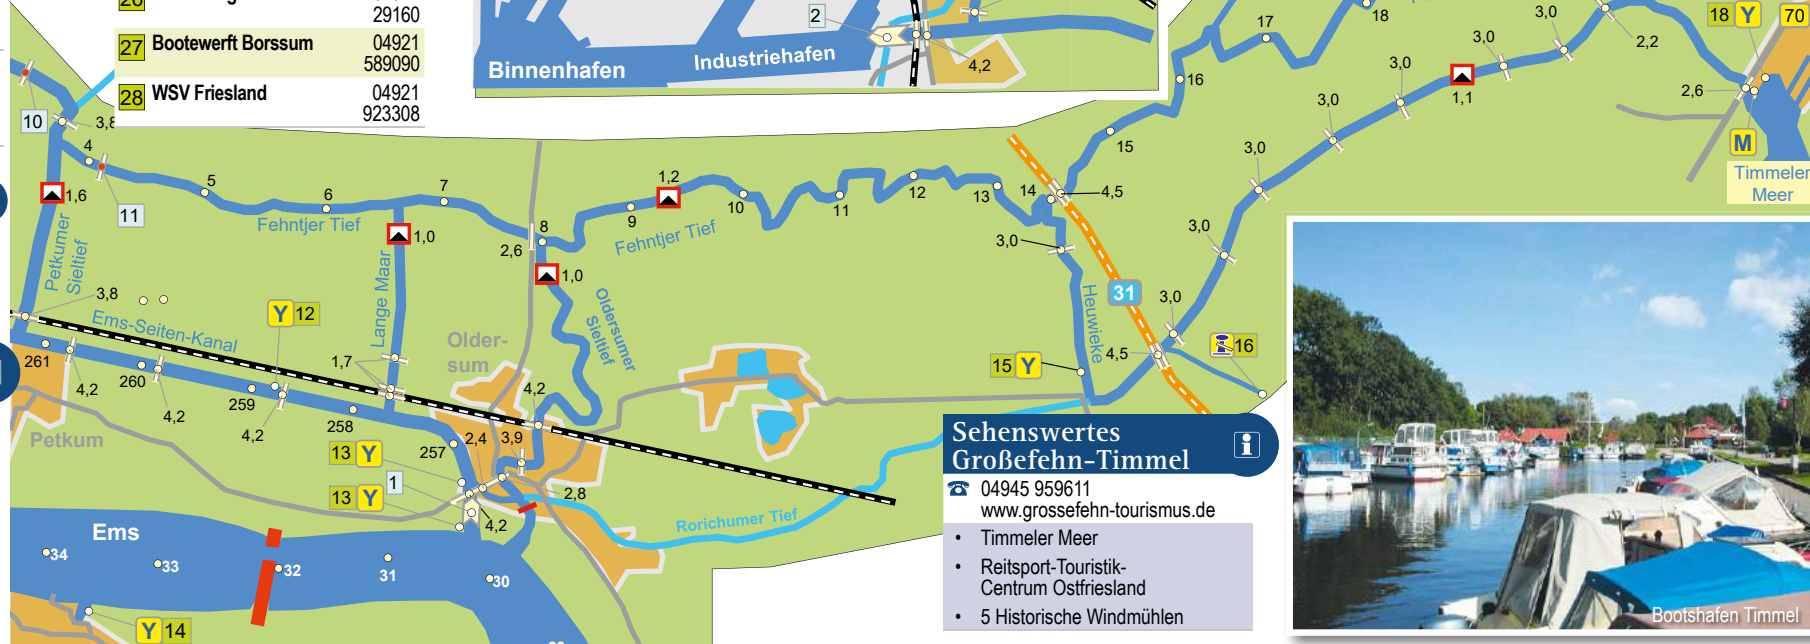 29160
27 Bootewerft Borssum 04921
589090
28 WSV Friesland 04921
923308
2
Binnenhafen
Industriehafen
4,2
17
18
3,0
2,2
18 Y
70
3,0
3,0
1,1
2,6
M
Timmeler
Meer
16
3,0
15
3,0
10
3,8
4
11
1,6
5
6
7
Fehntjer Tief
1,0
8
2,6
1,0
9
1,2
Fehntjer Tief
10
11
12
13
14
4,5
3,0
3,0
3,0
31
Heuwieke
Petkumer
Sieltief
3,8
Ems-Seiten-Kanal
Y 12
Lange Maar
1,7
Older-
sum
Oldersumer
Sieltief
15 Y
4,5
16
261
4,2
260
4,2
259
4,2
258
Petkum
13 Y
257
2,4
3,9
4,2
13 Y
1
4,2
2,8
Rorichumer Tief
Ems
34
33
32
31
30
Y 14
Sehenswertes
Großefehn-Timmel
i
04945 959611
www.grossefehn-tourismus.de
• Timmeler Meer
• Reitsport-Touristik-
Centrum Ostfriesland
• 5 Historische Windmühlen
Bootshafen Timmel